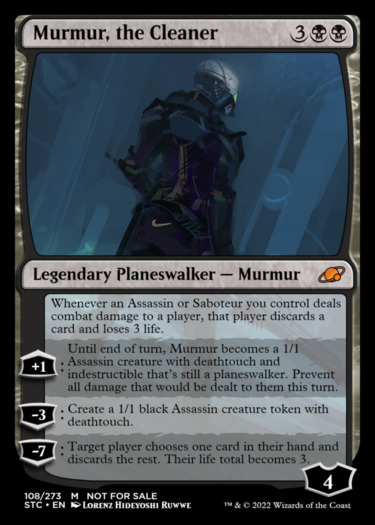 Murmur, the Cleaner 3
Legendary Planeswalker — Murmur
Whenever an Assassin or Saboteur you control deals
combat damage to a player, that player discards a
card and loses 3 life.
Until end of turn, Murmur becomes a 1/1
+1 : Assassin creature with deathtouch and
indestructible that's still a planeswalker. Prevent
all damage that would be dealt to them this turn.
-3 : Create a 1/1 black Assassin creature token with
deathtouch.
-7 : Target player chooses one card in their hand and
discards the rest. Their life total becomes 3.
4
108/273 M NOT FOR SALE
STC • EN Lorenz Hideyoshi Ruwwe
™ & © 2022 Wizards of the Coast